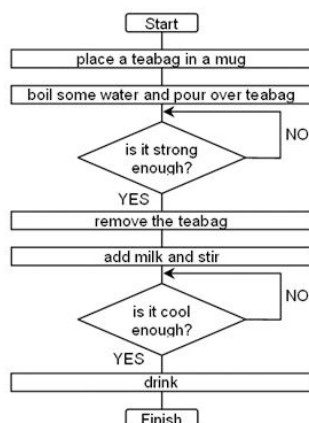 Start
place a teabag in a mug
boil some water and pour over teabag
NO
is it strong
enough?
YES
remove the teabag
add milk and stir
NO
is it cool
enough?
YES
drink
Finish